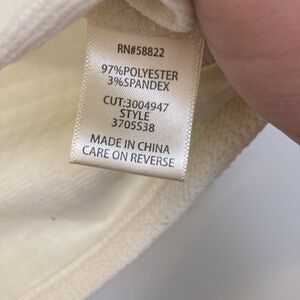 RN#58822
97%POLYESTER
3%SPANDEX
CUT:3004947
STYLE
3705538
MADE IN CHINA
CARE ON REVERSE